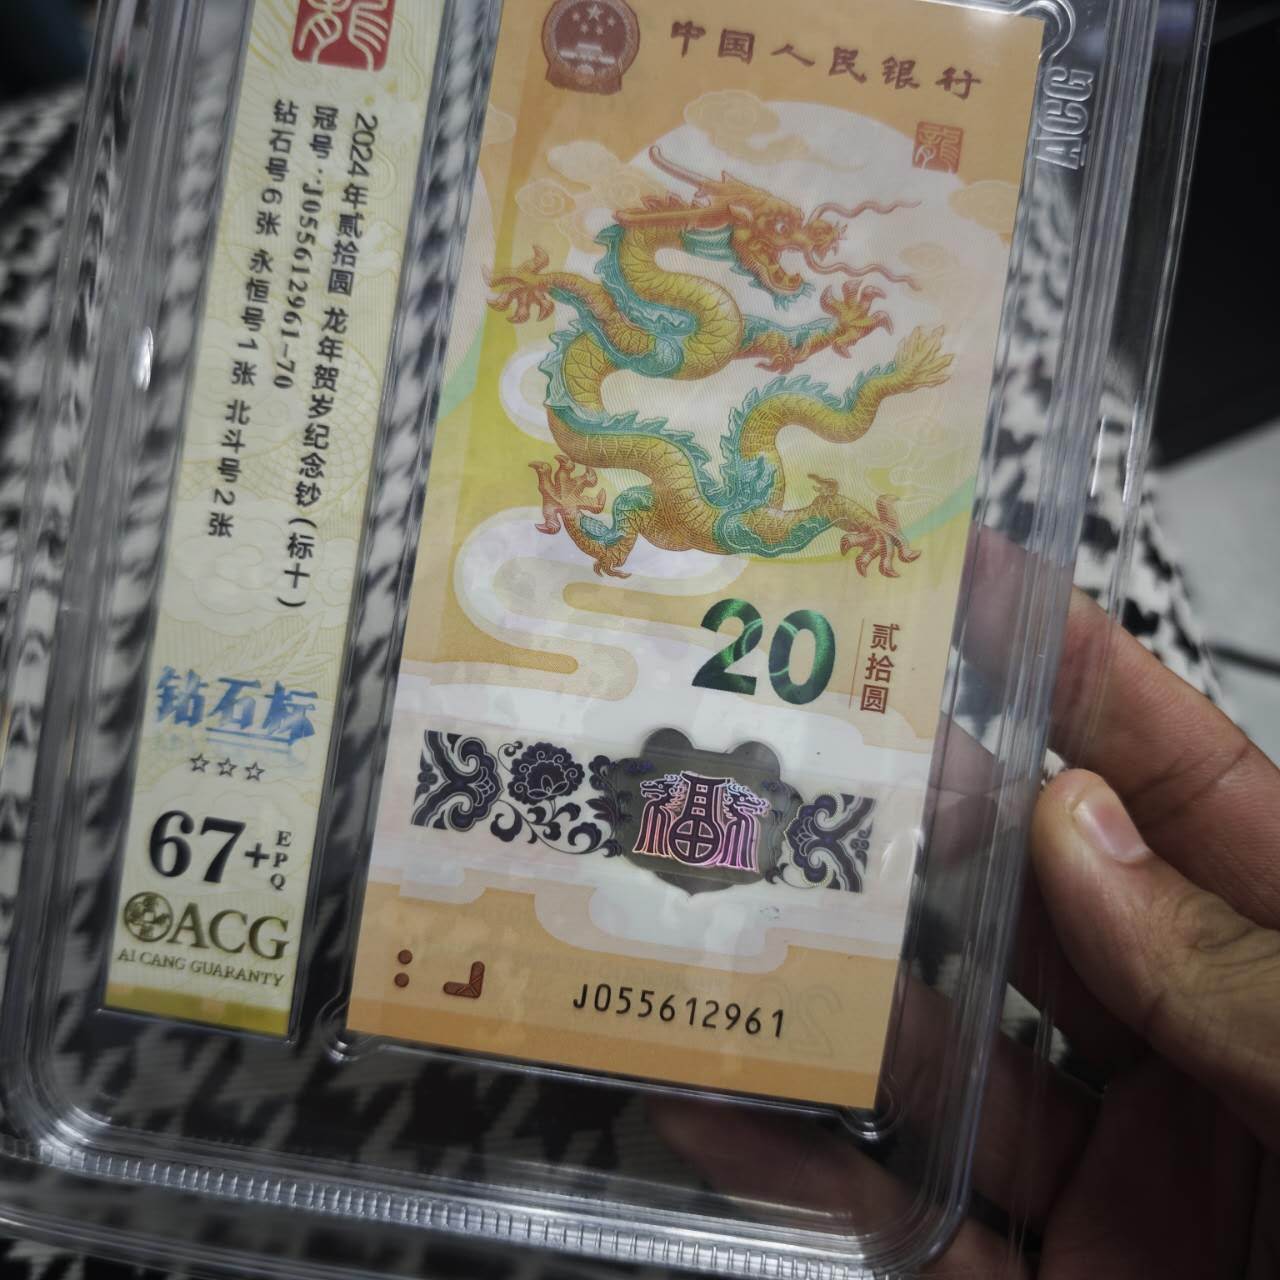 龍
2024年贰拾圆 龙年贺岁纪念钞(标十)
冠号:J055612961-70
钻石号6张 永恒号1张 北斗号2张
钻石标
☆☆☆
67+EPQ
ACG
AI CANG GUARANTY
中国人民银行
龍
20
贰拾圆
福
J055612961
20
ACG